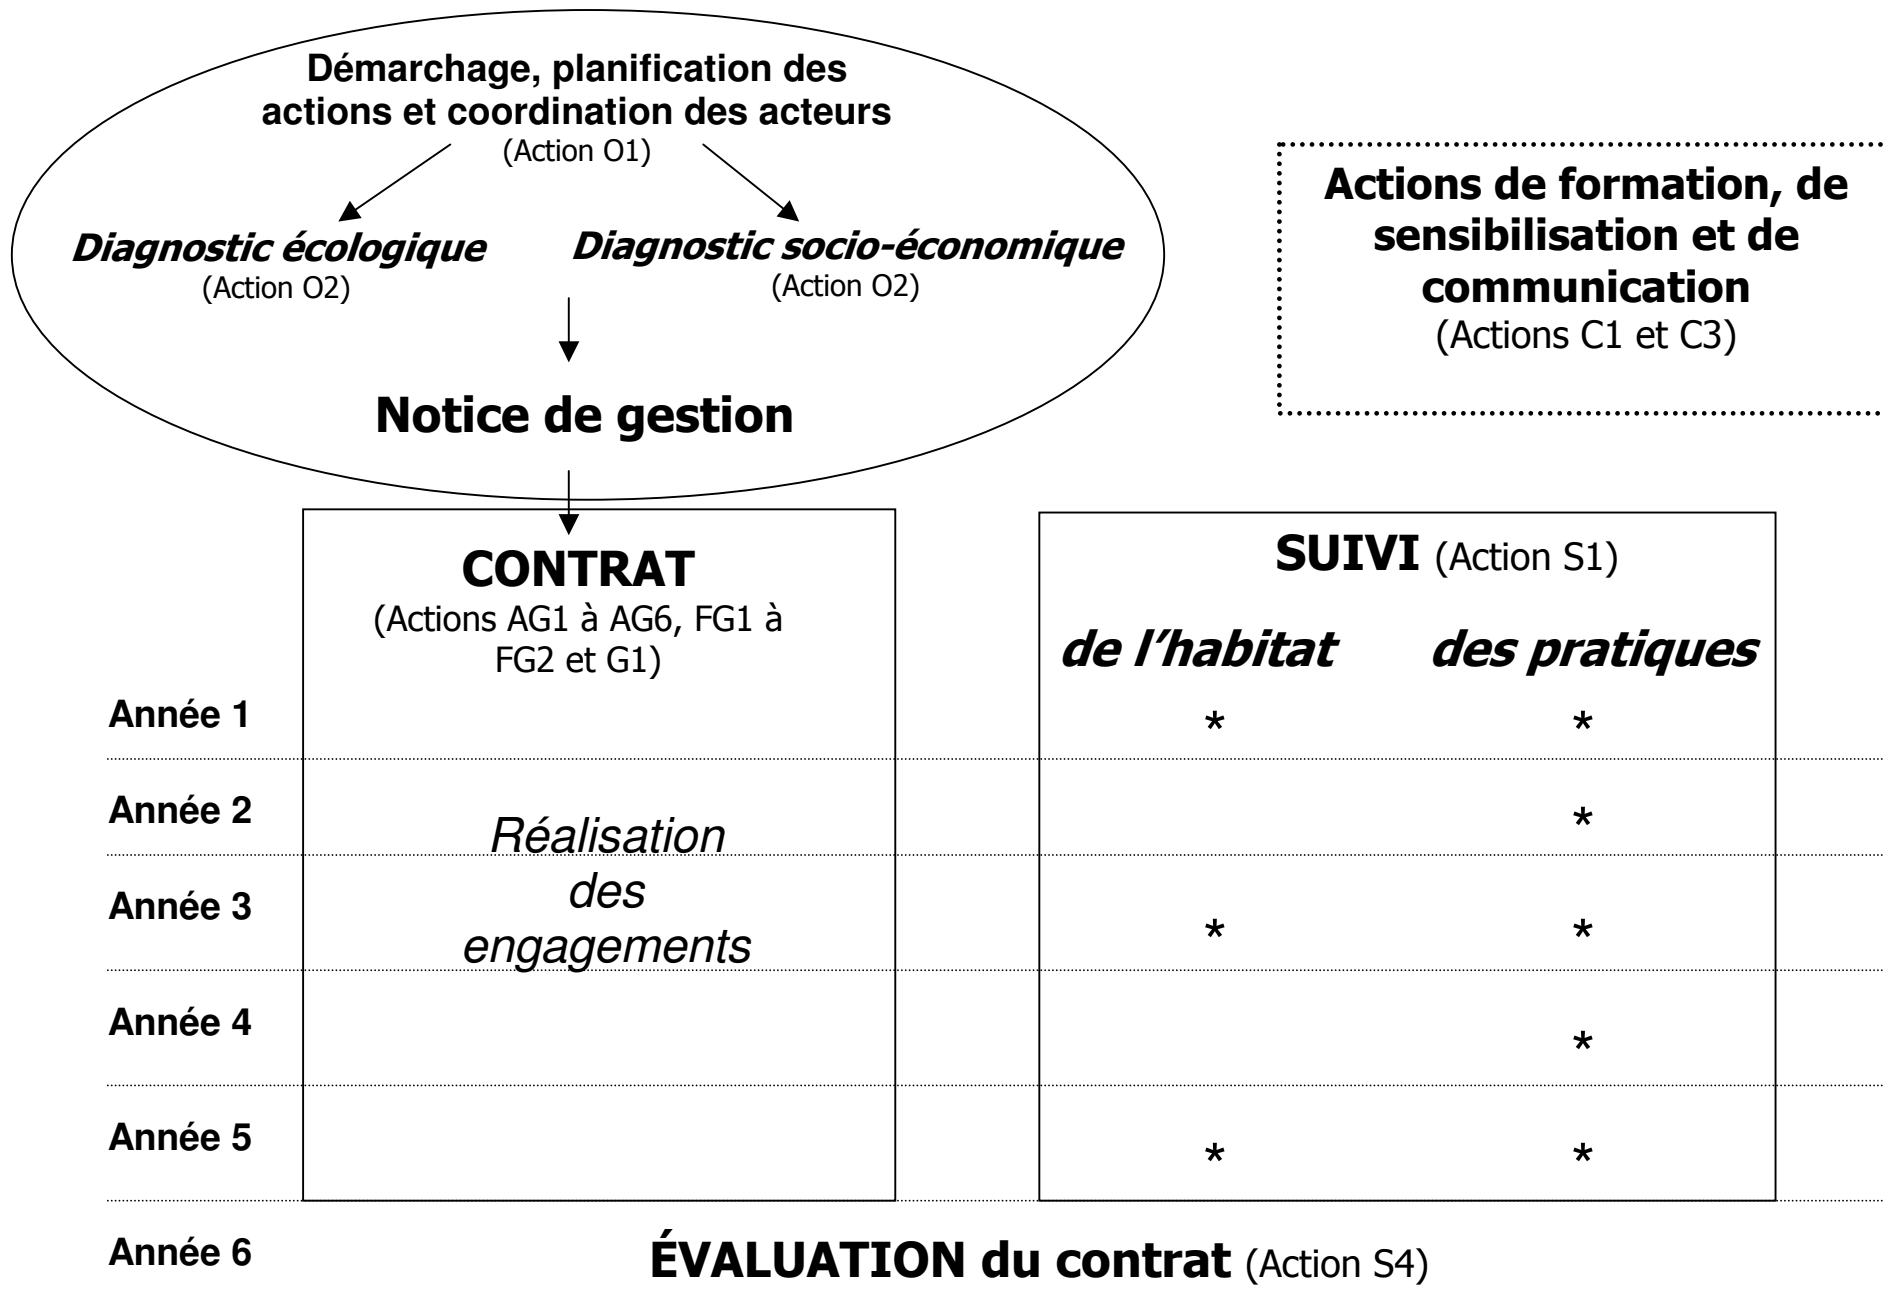 Démarchage, planification des
actions et coordination des acteurs
(Action O1)
Diagnostic écologique
(Action O2)
Diagnostic socio-économique
(Action O2)
Notice de gestion
Actions de formation, de
sensibilisation et de
communication
(Actions C1 et C3)
CONTRAT
(Actions AG1 à AG6, FG1 à
FG2 et G1)
SUIVI (Action S1)
de l’habitat des pratiques
Année 1 * *
Année 2 *
Réalisation
des
engagements
Année 3 * *
Année 4 *
Année 5 * *
Année 6 ÉVALUATION du contrat (Action S4)